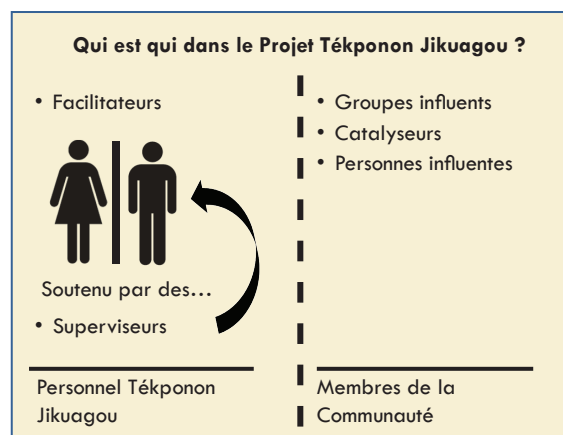 Qui est qui dans le Projet Tékponon Jikuagou ?
• Facilitateurs
Soutenu par des...
• Superviseurs
Personnel Tékponon
Jikuagou
• Groupes influents
• Catalyseurs
• Personnes influentes
Membres de la
Communauté